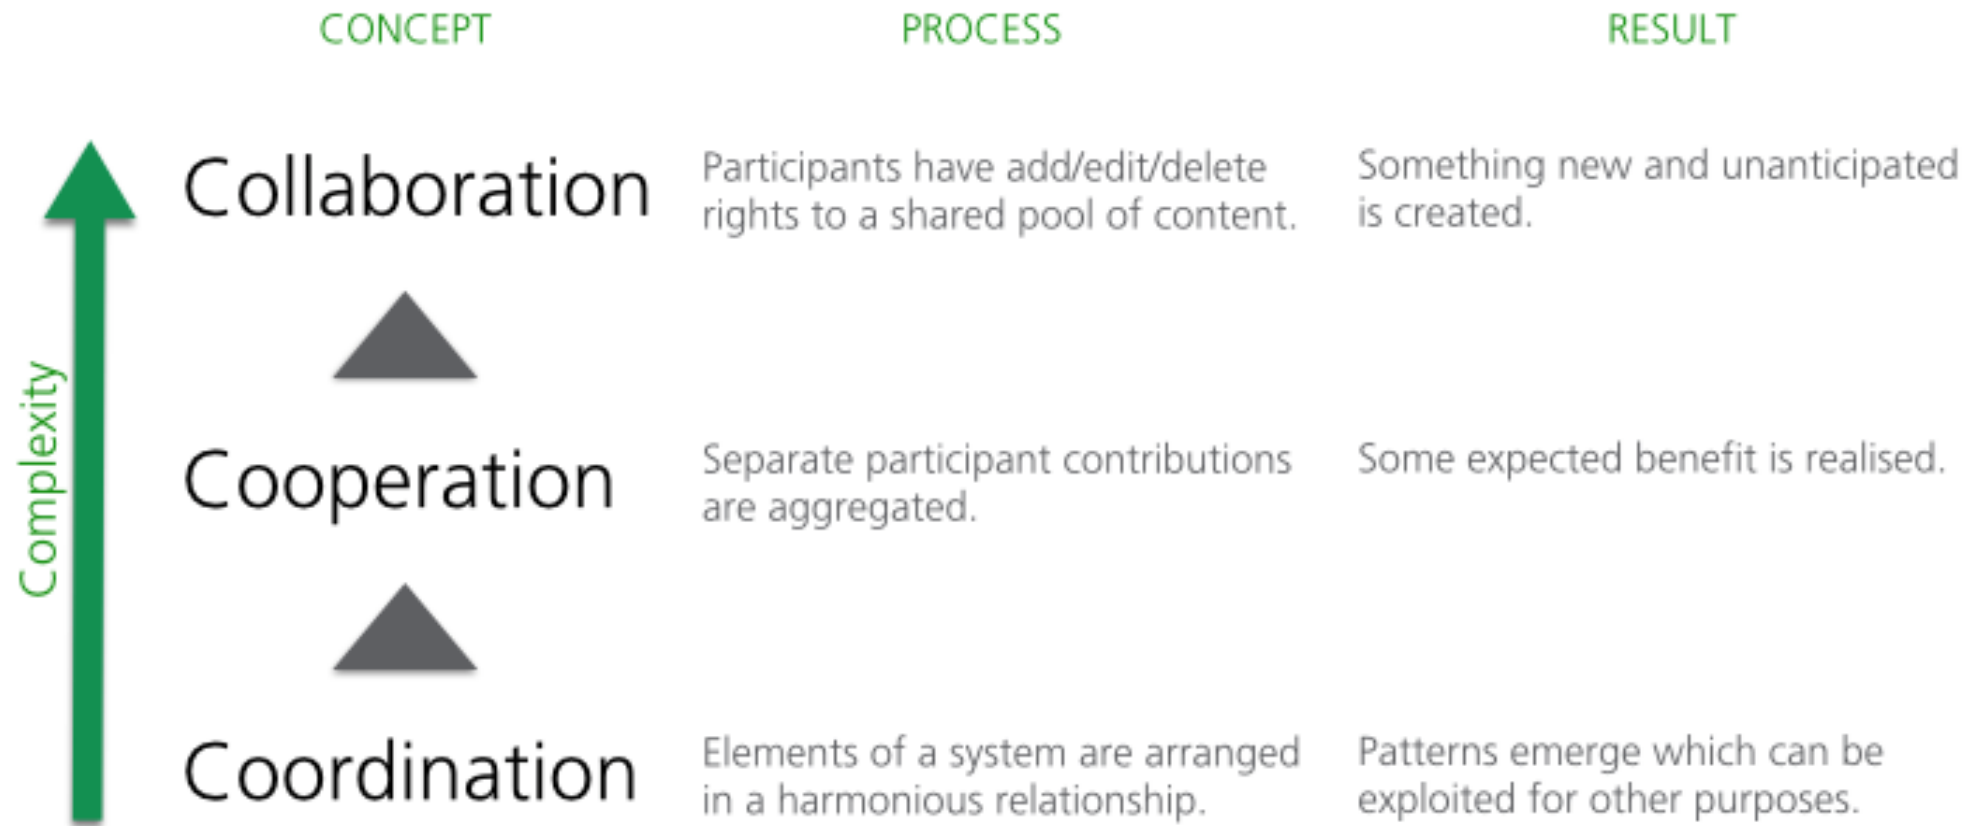 CONCEPT PROCESS RESULT
Collaboration
Participants have add/edit/delete
rights to a shared pool of content.
Something new and unanticipated
is created.
Complexity
Cooperation
Separate participant contributions
are aggregated.
Some expected benefit is realised.
Coordination
Elements of a system are arranged
in a harmonious relationship.
Patterns emerge which can be
exploited for other purposes.